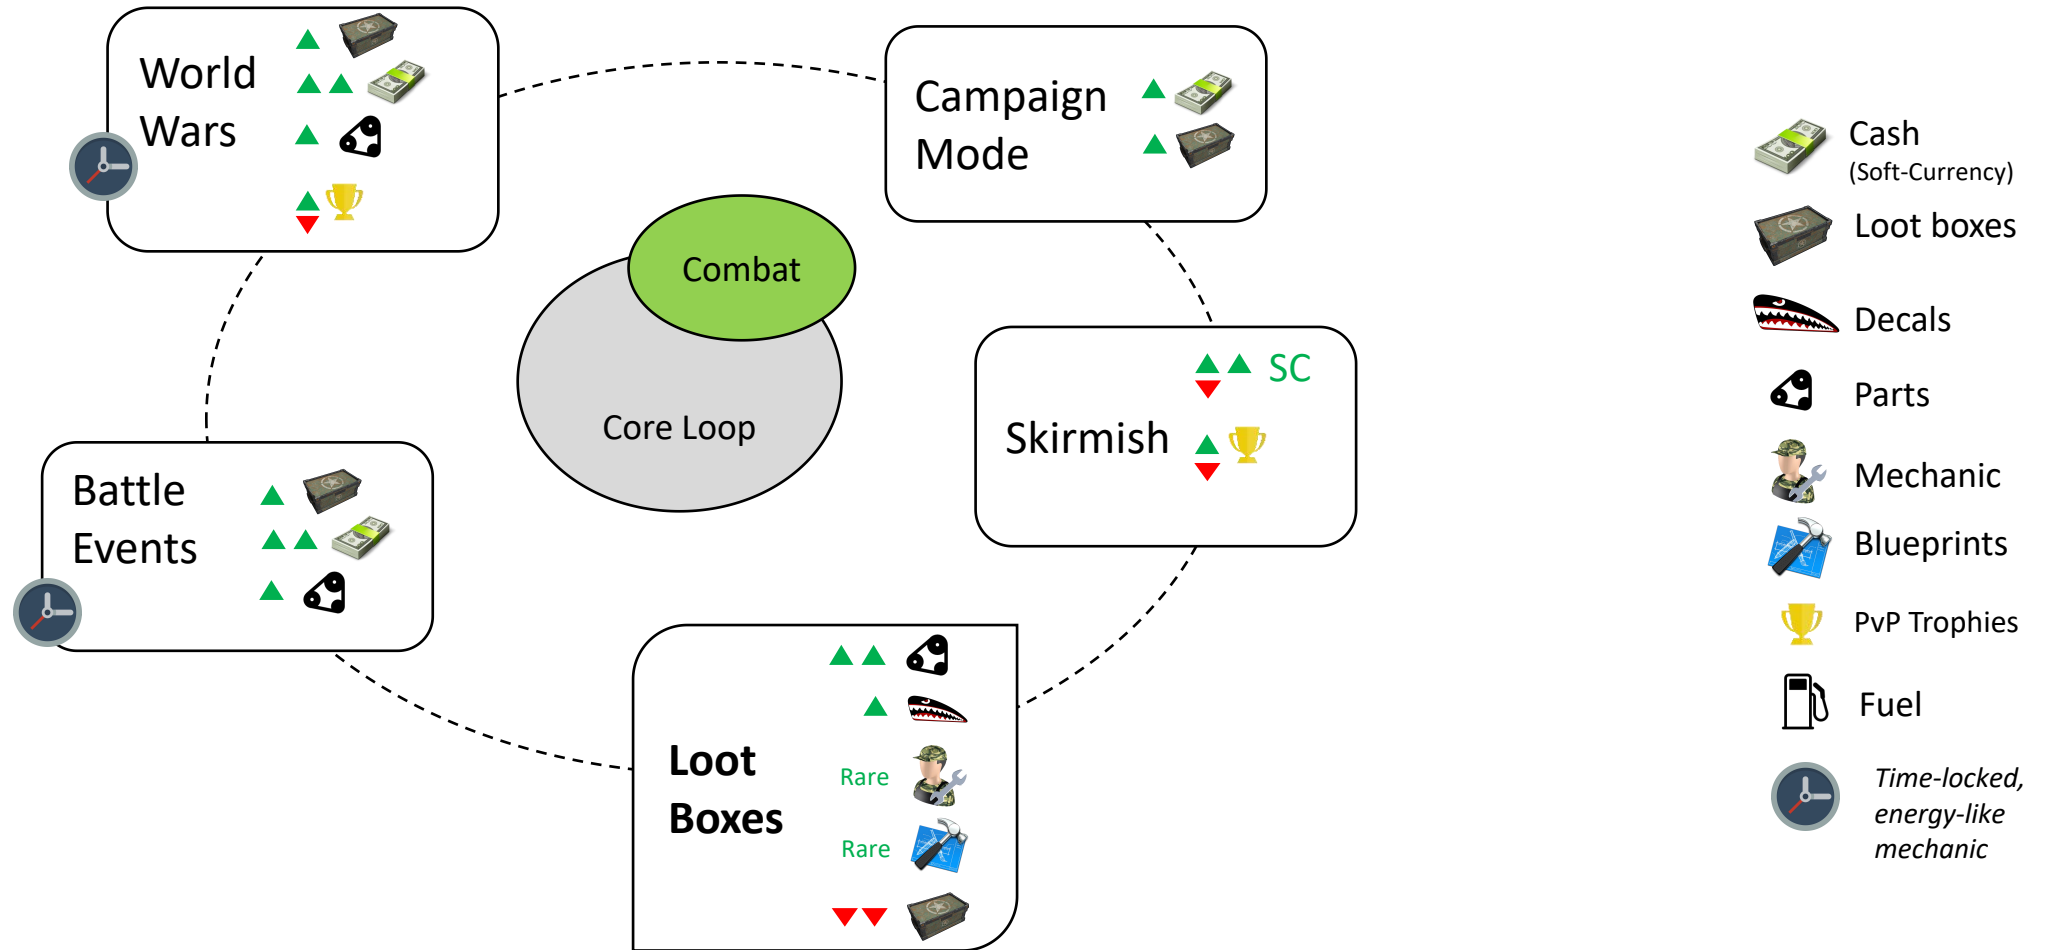 World
Wars
Campaign
Mode
Combat
Core Loop
SC
Skirmish
Battle
Events
Loot
Boxes
Rare
Rare
Cash
(Soft-Currency)
Loot boxes
Decals
Parts
Mechanic
Blueprints
PvP Trophies
Fuel
Time-locked,
energy-like
mechanic